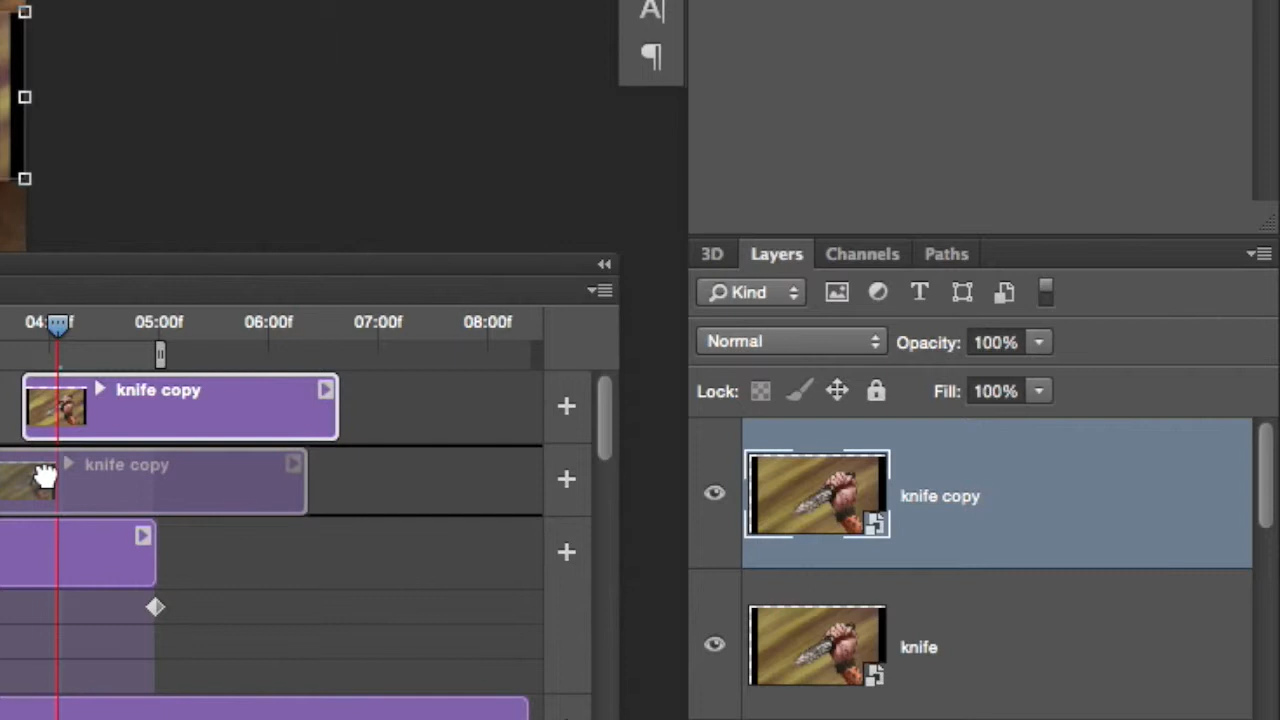 A|
¶
3D Layers Channels Paths
Kind T
04: f 05:00f 06:00f 07:00f 08:00f
Normal Opacity: 100%
knife copy
Lock: Fill: 100%
knife copy
knife copy
knife